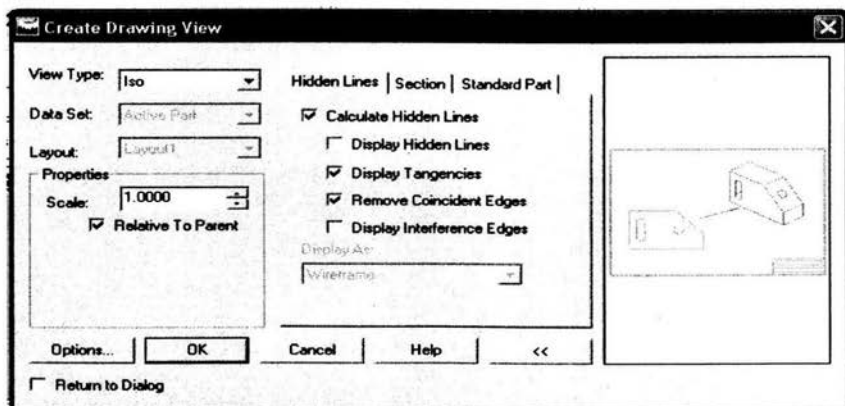 Create Drawing View
View Type: Iso
Data Set: Active Part
Layout: Layout1
Properties
Scale: 1.0000
Relative To Parent
Hidden Lines Section Standard Part
Calculate Hidden Lines
Display Hidden Lines
Display Tangencies
Remove Coincident Edges
Display Interference Edges
Display As:
Wireframe
Options... OK Cancel Help <<
Return to Dialog